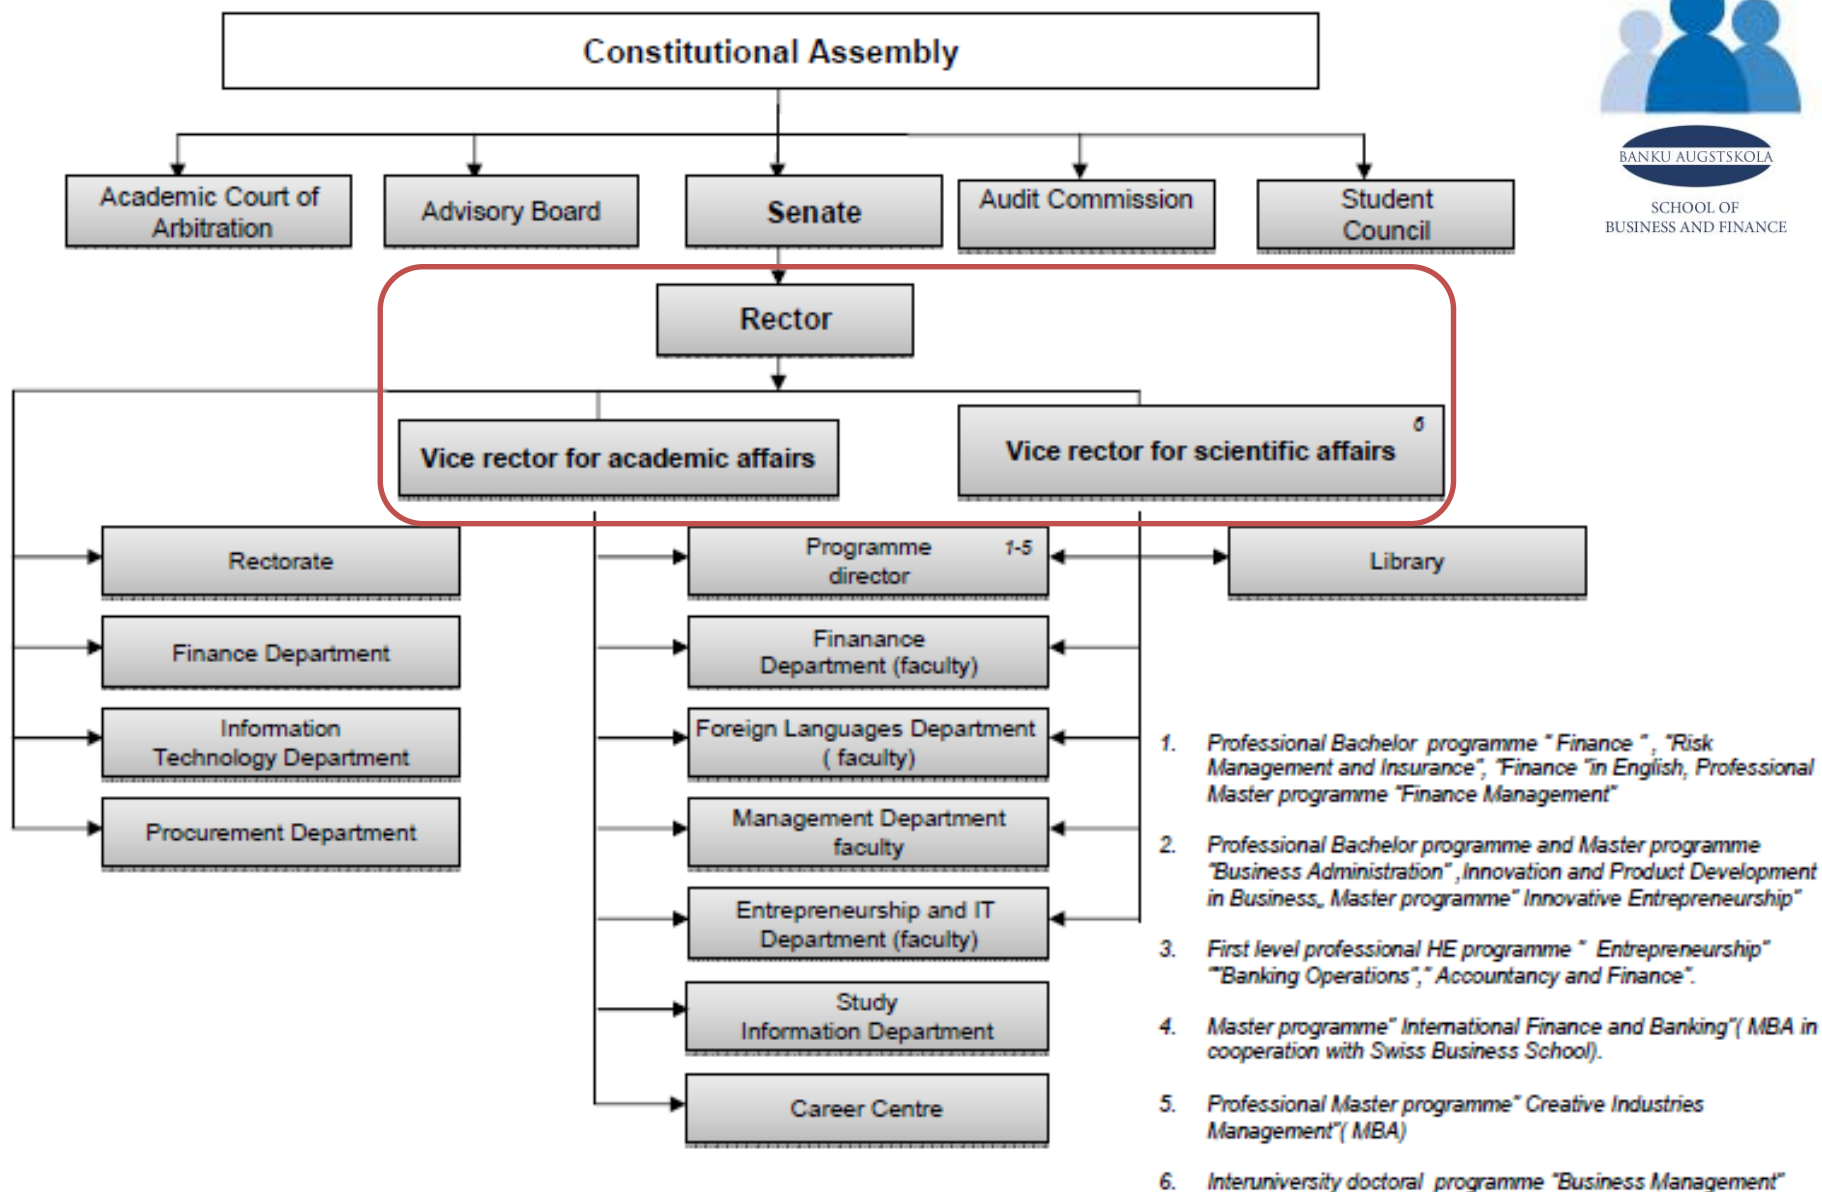 Constitutional Assembly
BANKU AUGSTSKOLA
SCHOOL OF
BUSINESS AND FINANCE
Academic Court of
Arbitration
Advisory Board
Senate
Audit Commission
Student
Council
Rector
Vice rector for academic affairs
Vice rector for scientific affairs
6
Rectorate
Programme 1-5
director
Library
Finance Department
Finanance
Department (faculty)
Information
Technology Department
Foreign Languages Department
( faculty)
Procurement Department
Management Department
faculty
Entrepreneurship and IT
Department (faculty)
Study
Information Department
Career Centre
1. Professional Bachelor programme " Finance " , "Risk
Management and Insurance", "Finance "in English, Professional
Master programme "Finance Management"
2. Professional Bachelor programme and Master programme
"Business Administration" ,Innovation and Product Development
in Business,, Master programme" Innovative Entrepreneurship"
3. First level professional HE programme " Entrepreneurship"
""Banking Operations"," Accountancy and Finance".
4. Master programme" International Finance and Banking"( MBA in
cooperation with Swiss Business School).
5. Professional Master programme" Creative Industries
Management"( MBA)
6. Interuniversity doctoral programme "Business Management"